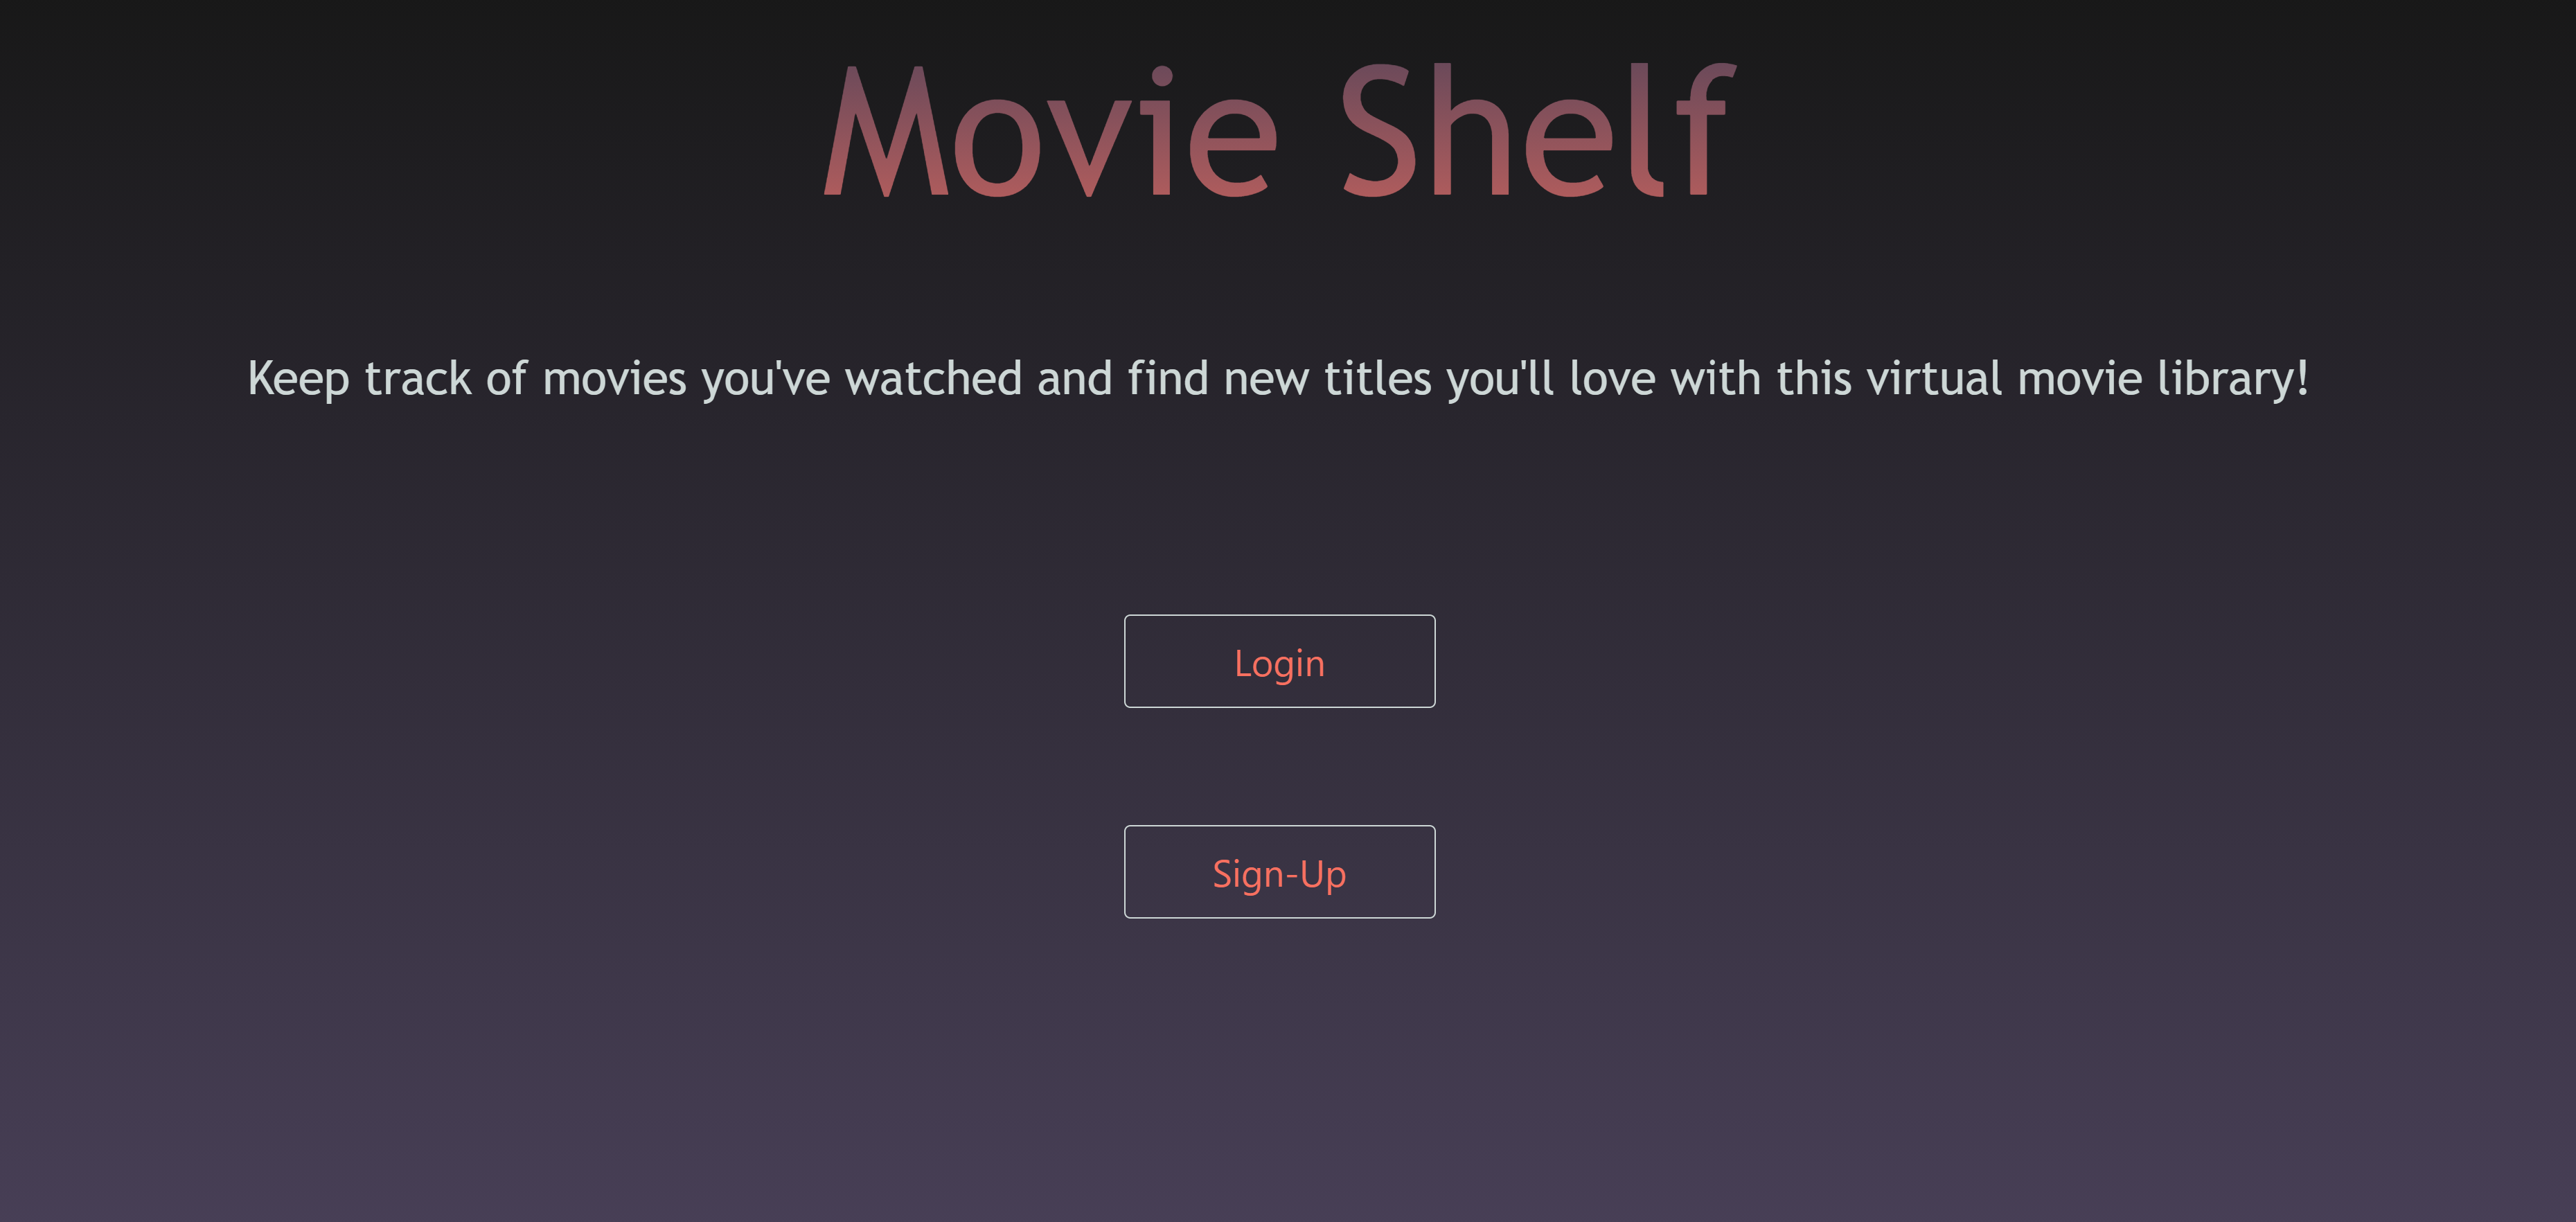 Movie Shelf
Keep track of movies you've watched and find new titles you'll love with this virtual movie library!
Login
Sign-Up